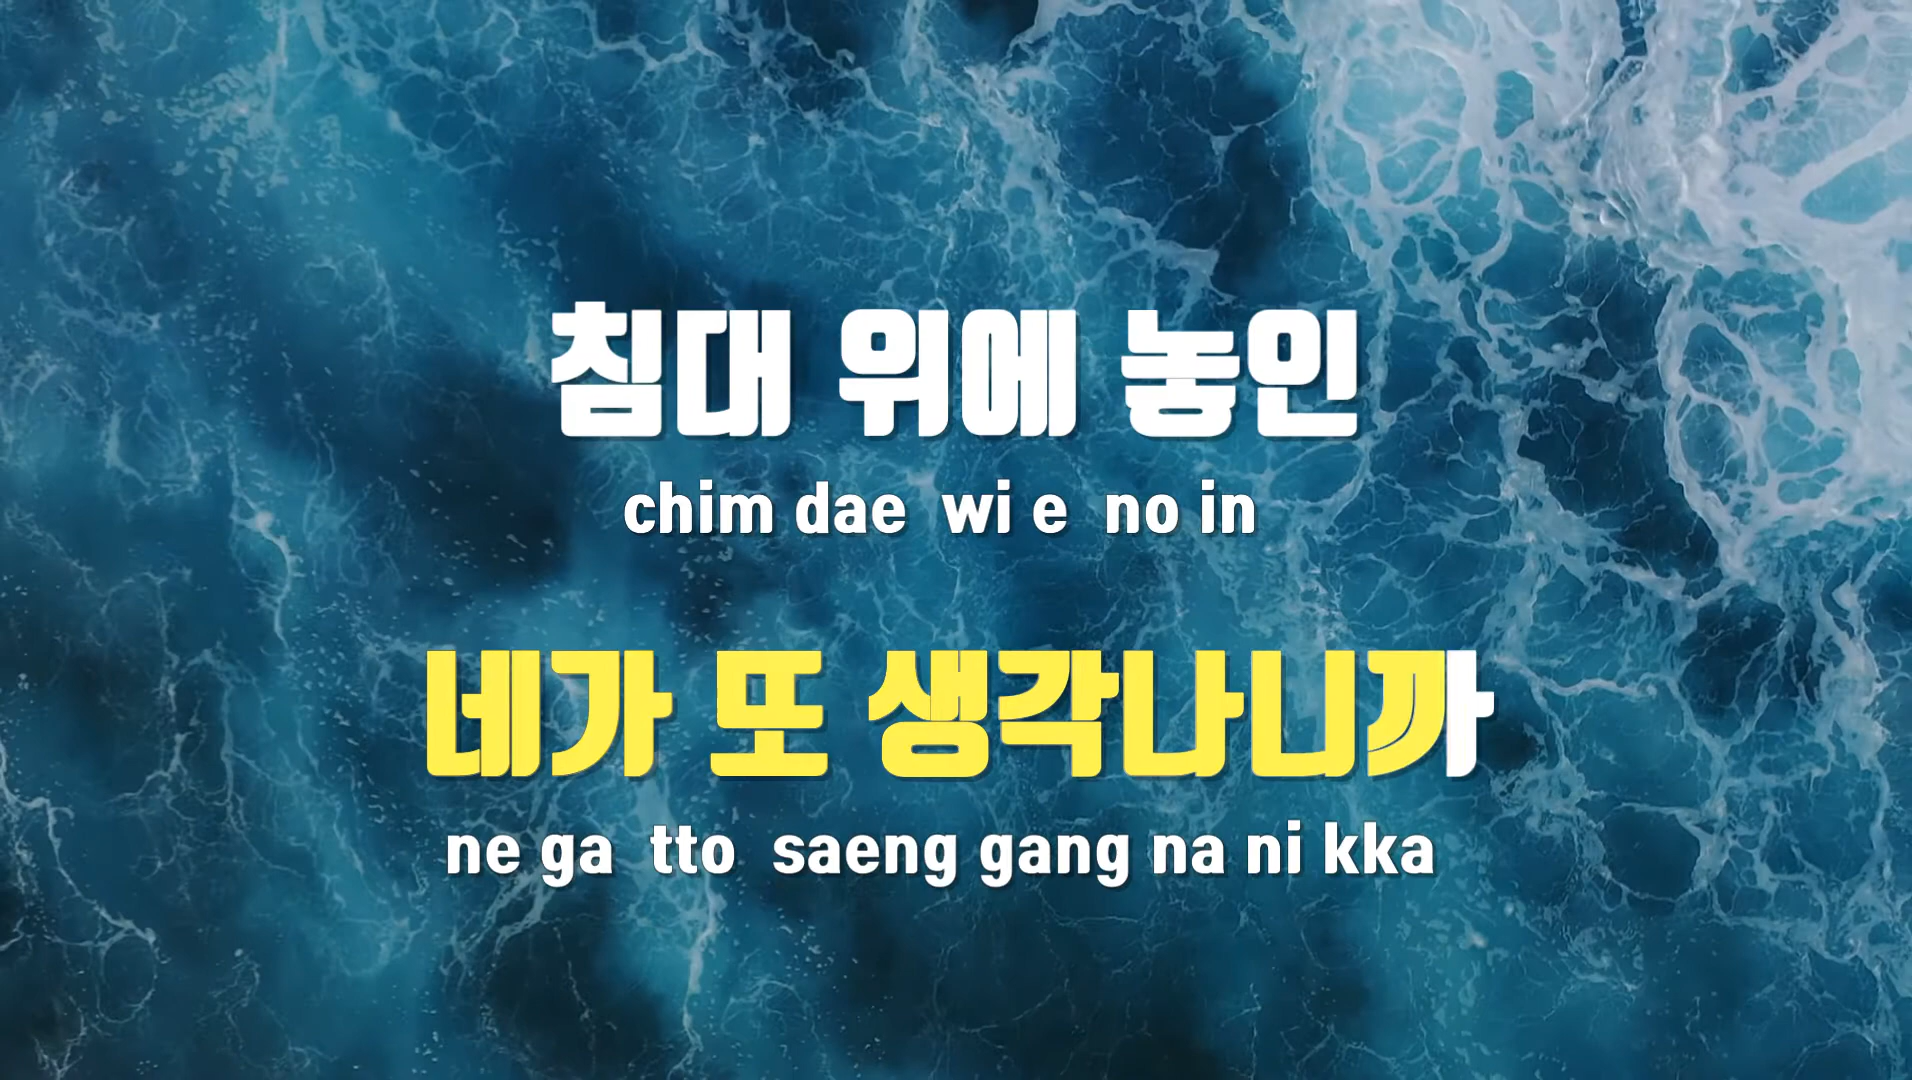 침대 위에 놓인
chim dae wi e no in
네가 또 생각나니까
ne ga tto saeng gang na ni kka